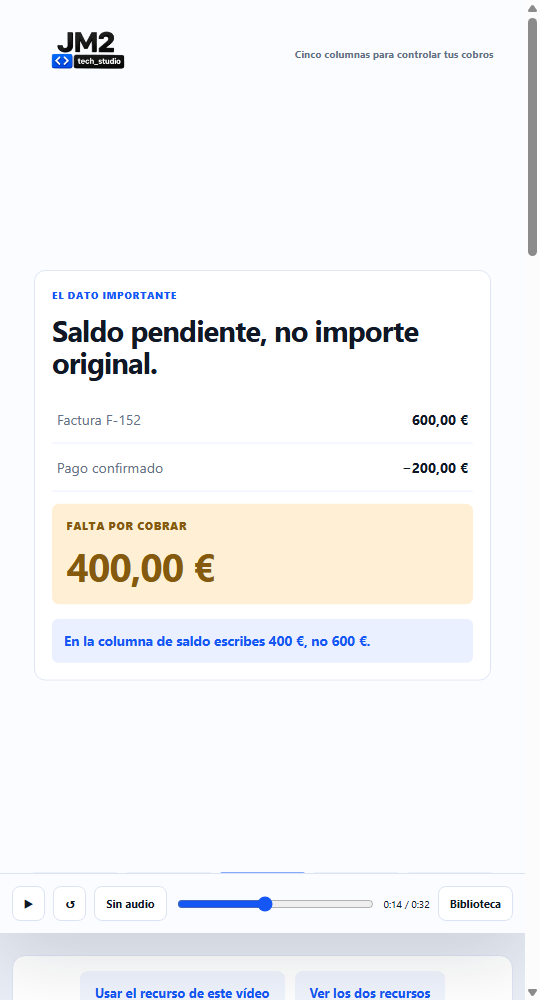 JM2
<> tech_studio
Cinco columnas para controlar tus cobros
EL DATO IMPORTANTE
Saldo pendiente, no importe
original.
Factura F-152 600,00 €
Pago confirmado −200,00 €
FALTA POR COBRAR
400,00 €
En la columna de saldo escribes 400 €, no 600 €.
▶ ↺ Sin audio 0:14 / 0:32 Biblioteca
Usar el recurso de este vídeo Ver los dos recursos